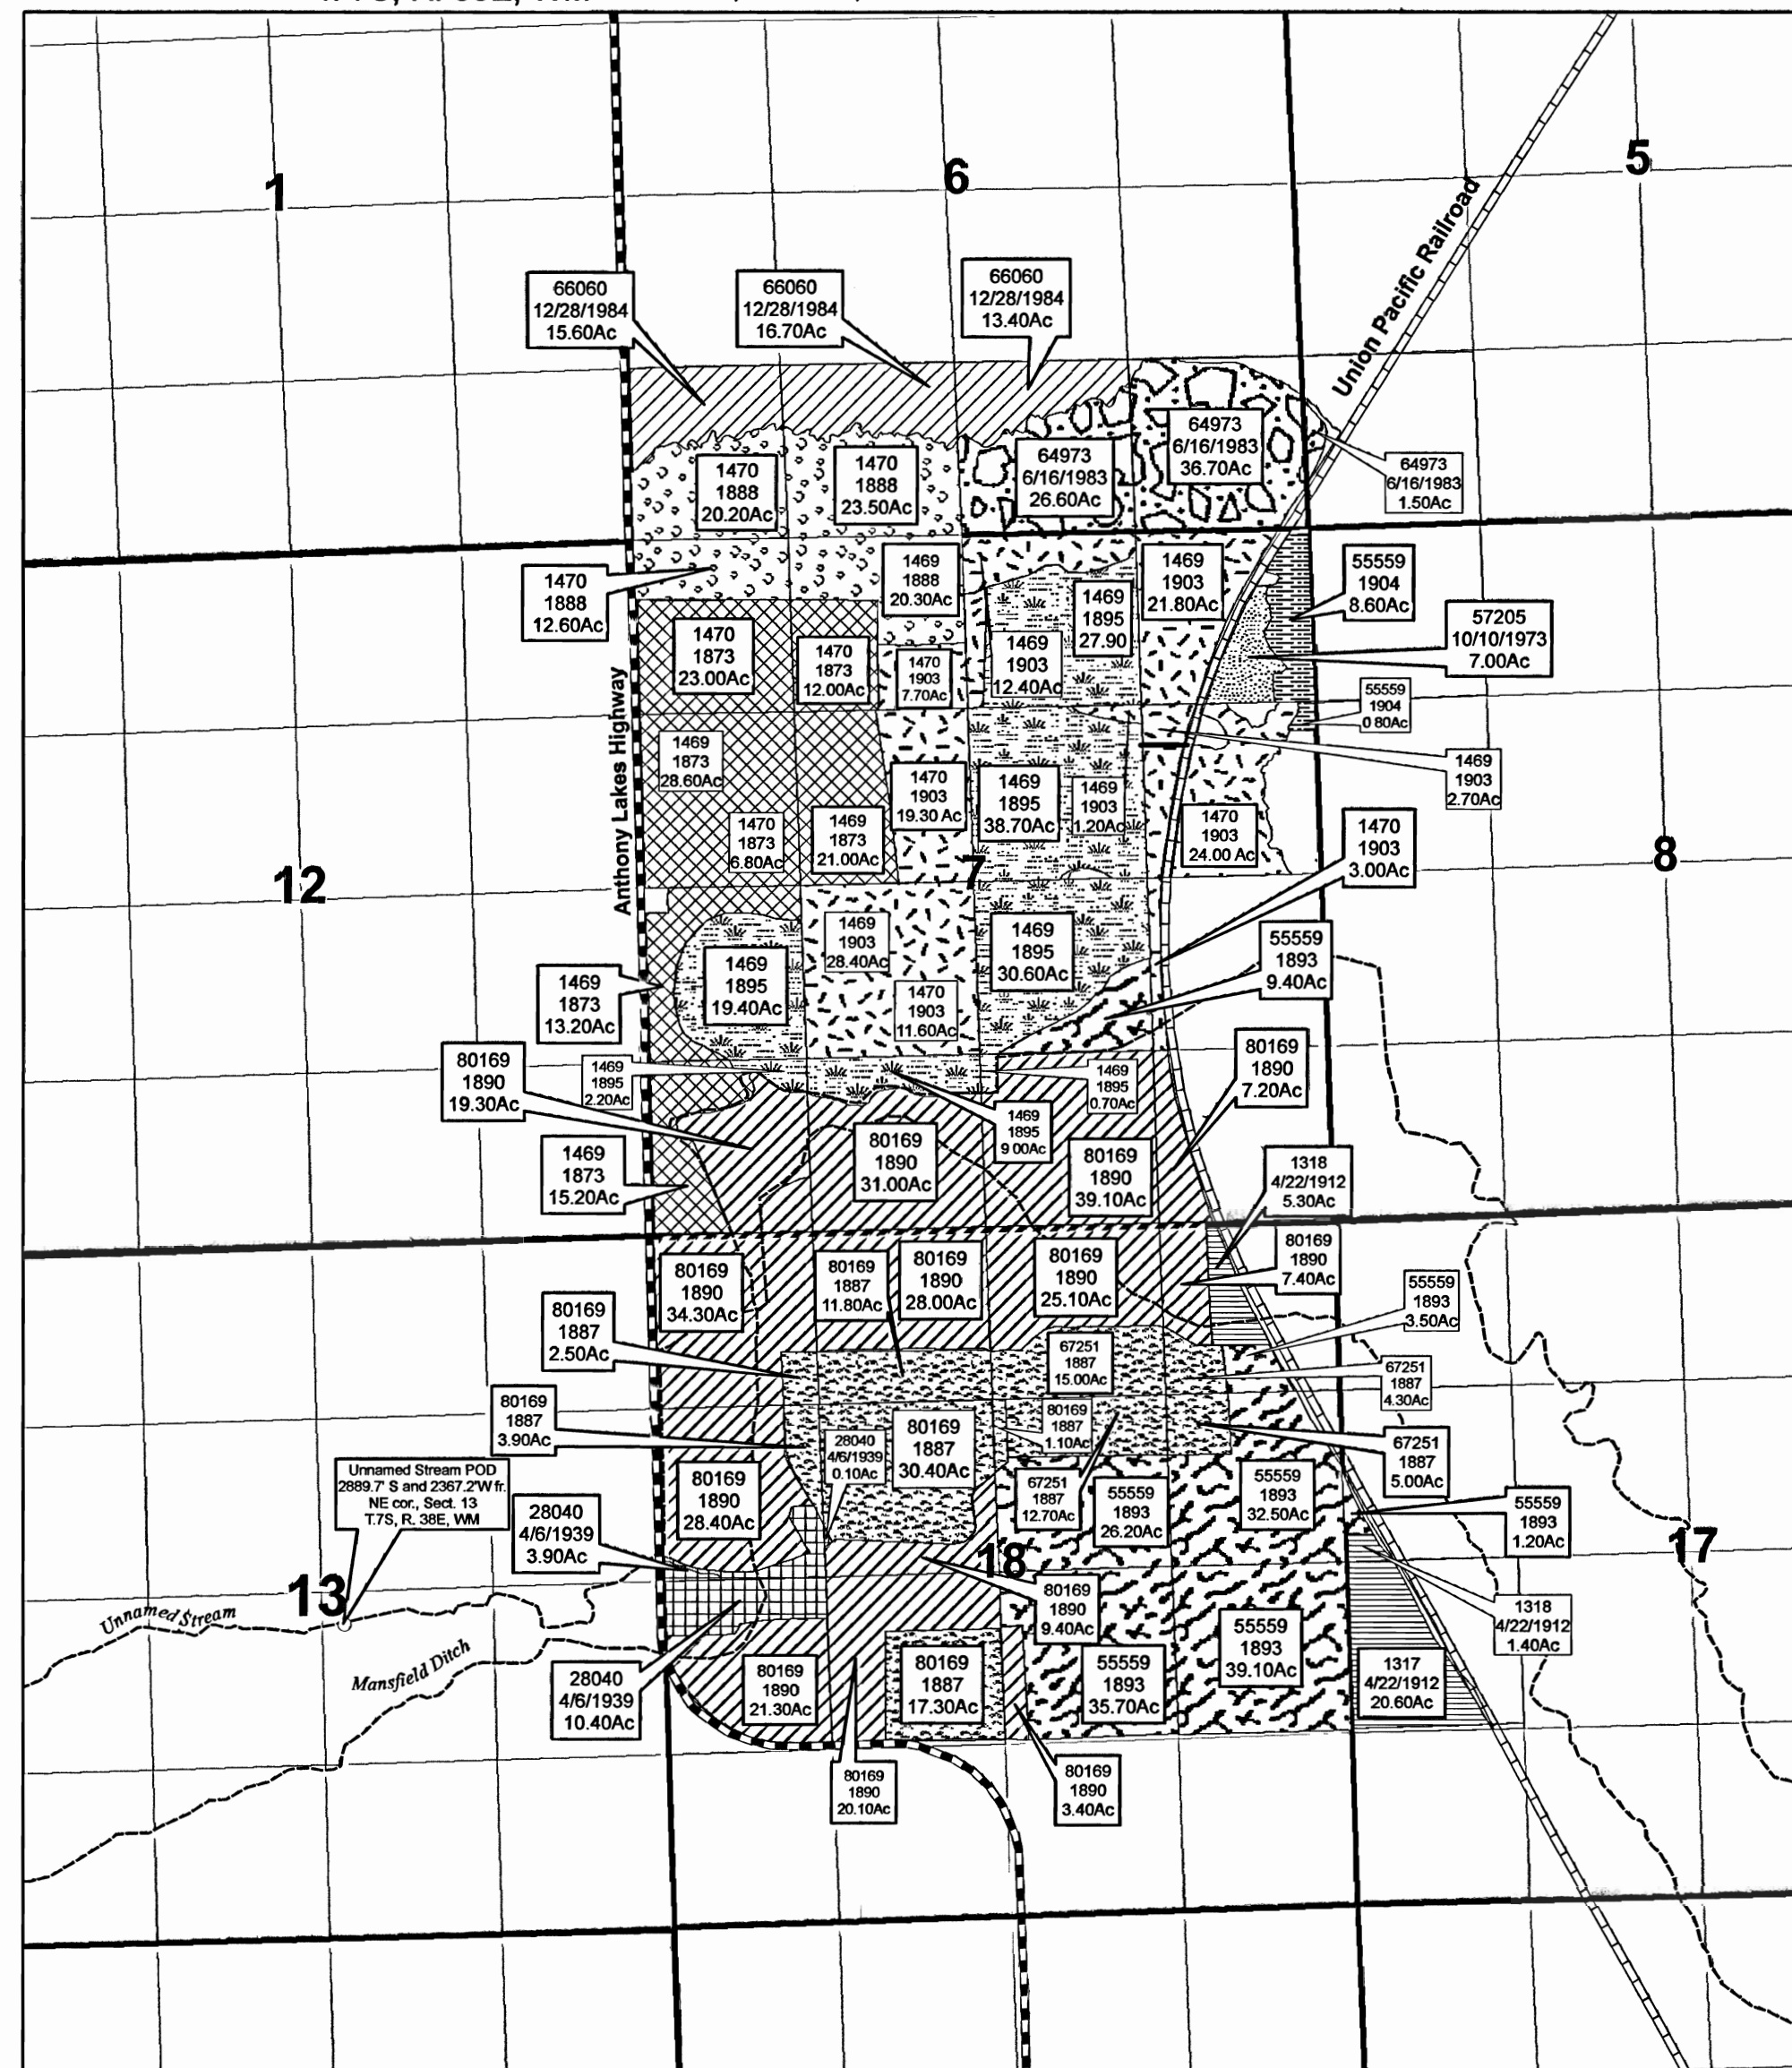 1
6
5
Union Pacific Railroad
66060
12/28/1984
15.60Ac
66060
12/28/1984
16.70Ac
66060
12/28/1984
13.40Ac
1470
1888
20.20Ac
1470
1888
23.50Ac
64973
6/16/1983
26.60Ac
64973
6/16/1983
36.70Ac
64973
6/16/1983
1.50Ac
1470
1888
12.60Ac
1469
1888
20.30Ac
1469
1895
27.90
1469
1903
21.80Ac
55559
1904
8.60Ac
57205
10/10/1973
7.00Ac
1470
1873
23.00Ac
1470
1873
12.00Ac
1470
1903
7.70Ac
1469
1903
12.40Ac
55559
1904
0.80Ac
Anthony Lakes Highway
1469
1873
28.60Ac
1470
1903
19.30 Ac
1469
1895
38.70Ac
1469
1903
1.20Ac
1469
1903
2.70Ac
1470
1873
6.80Ac
1469
1873
21.00Ac
1470
1903
24.00 Ac
1470
1903
3.00Ac
12
7
8
1469
1903
28.40Ac
1469
1895
30.60Ac
55559
1893
9.40Ac
1469
1873
13.20Ac
1469
1895
19.40Ac
1470
1903
11.60Ac
80169
1890
19.30Ac
1469
1895
2.20Ac
1469
1895
0.70Ac
80169
1890
7.20Ac
1469
1895
9 00Ac
1469
1873
15.20Ac
80169
1890
31.00Ac
80169
1890
39.10Ac
1318
4/22/1912
5.30Ac
80169
1890
34.30Ac
80169
1887
11.80Ac
80169
1890
28.00Ac
80169
1890
25.10Ac
80169
1890
7.40Ac
80169
1887
2.50Ac
55559
1893
3.50Ac
67251
1887
15.00Ac
67251
1887
4.30Ac
80169
1887
3.90Ac
28040
4/6/1939
0.10Ac
80169
1887
30.40Ac
80169
1887
1.10Ac
67251
1887
5.00Ac
Unnamed Stream POD
2889.7' S and 2367.2'W fr.
NE cor., Sect. 13
T.7S, R. 38E, WM
80169
1890
28.40Ac
67251
1887
12.70Ac
55559
1893
26.20Ac
55559
1893
32.50Ac
55559
1893
1.20Ac
28040
4/6/1939
3.90Ac
13
18
17
Unnamed Stream
80169
1890
9.40Ac
1318
4/22/1912
1.40Ac
Mansfield Ditch
28040
4/6/1939
10.40Ac
80169
1890
21.30Ac
80169
1887
17.30Ac
55559
1893
35.70Ac
55559
1893
39.10Ac
1317
4/22/1912
20.60Ac
80169
1890
20.10Ac
80169
1890
3.40Ac